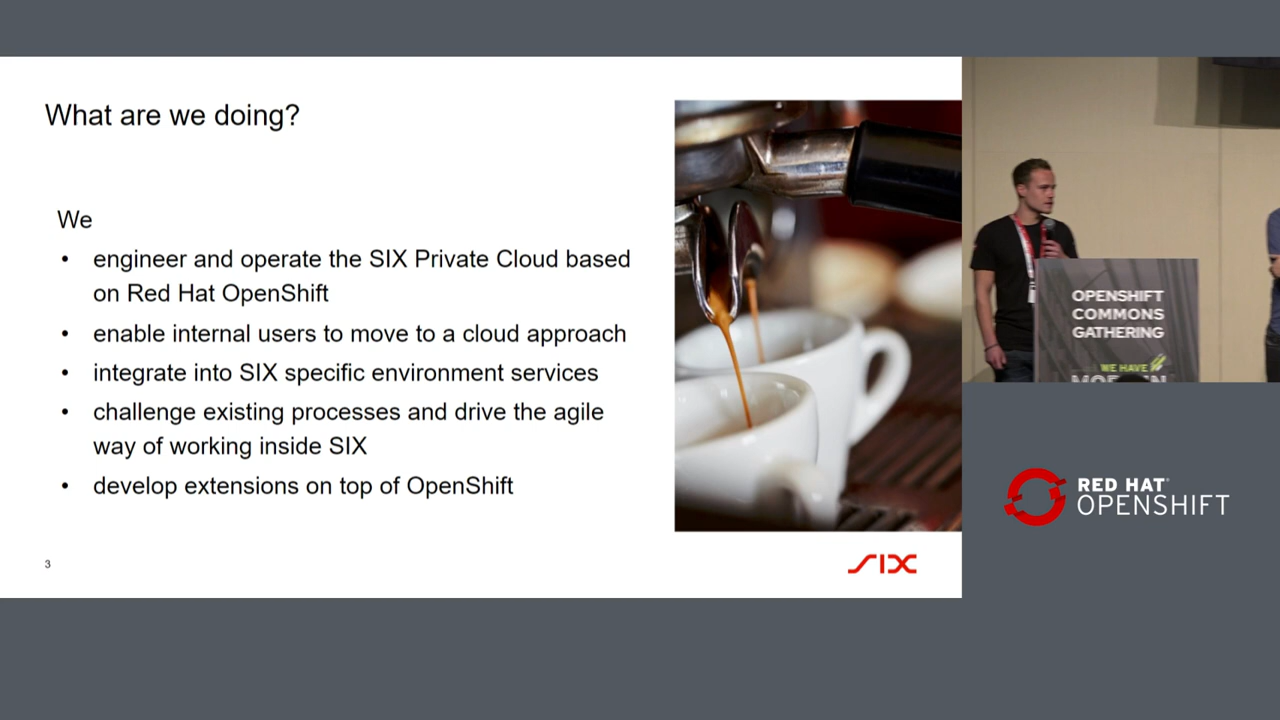 What are we doing?
We
• engineer and operate the SIX Private Cloud based
on Red Hat OpenShift
• enable internal users to move to a cloud approach
• integrate into SIX specific environment services
• challenge existing processes and drive the agile
way of working inside SIX
• develop extensions on top of OpenShift
3
SIX
OPENSHIFT
COMMONS
GATHERING
WE HAVE
RED HAT
OPENSHIFT